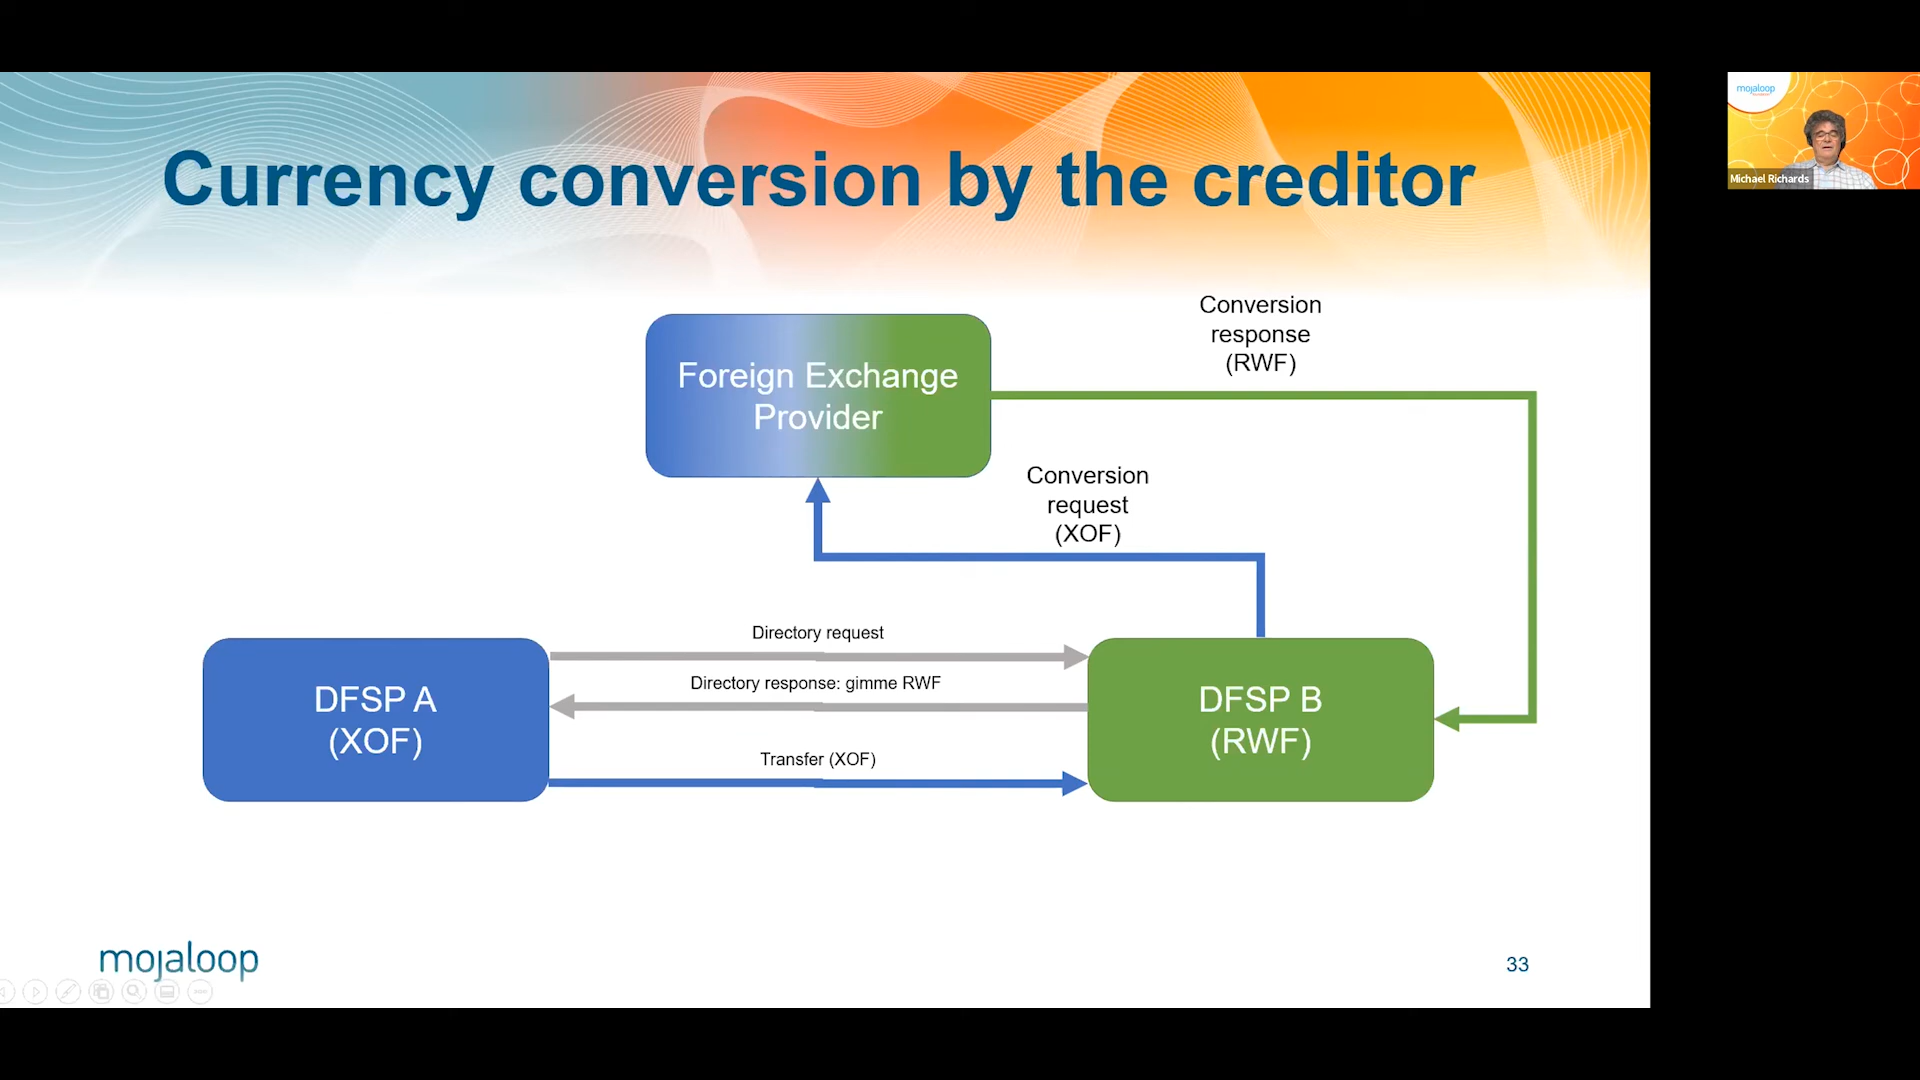 Currency conversion by the creditor
mojaloop
Michael Richards
Conversion
response
(RWF)
Foreign Exchange
Provider
Conversion
request
(XOF)
Directory request
Directory response: gimme RWF
Transfer (XOF)
DFSP A
(XOF)
DFSP B
(RWF)
mojaloop
33